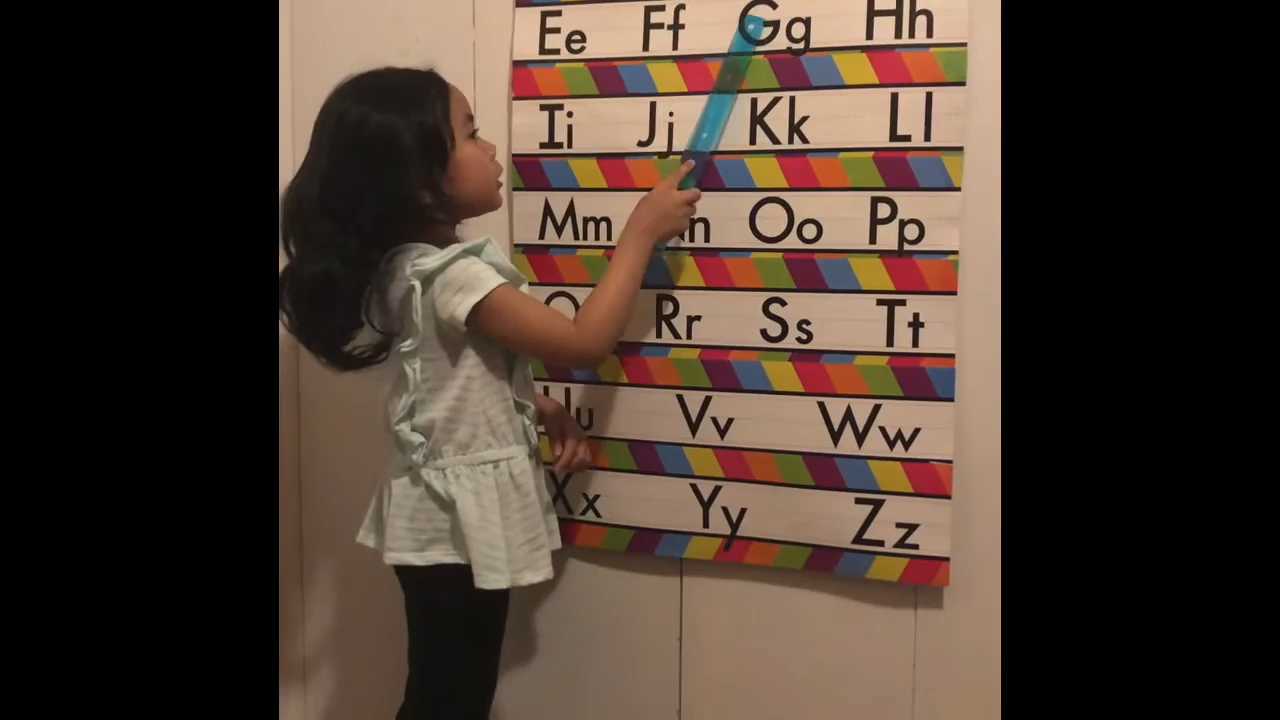 Ee Ff Gg Hh
Ii Jj Kk Ll
Mm n Oo Pp
Q Rr Ss Tt
Uu Vv Ww
Xx Yy Zz